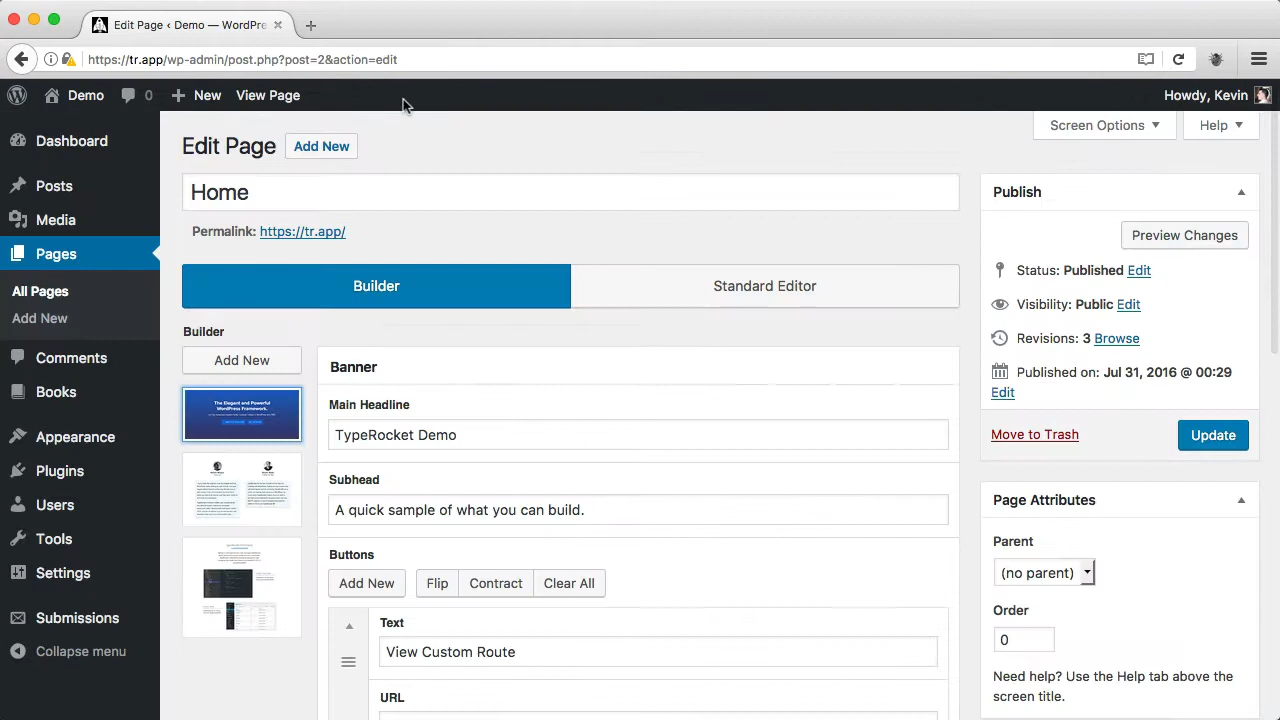 Edit Page ‹ Demo — WordPre
https://tr.app/wp-admin/post.php?post=2&action=edit
Demo 0 New View Page Howdy, Kevin
Screen Options Help
Dashboard
Posts
Media
Pages
All Pages
Add New
Comments
Books
Appearance
Plugins
Users
Tools
Settings
Submissions
Collapse menu
Edit Page Add New
Home
Permalink: https://tr.app/
Builder Standard Editor
Builder
Add New
The Elegant and Powerful
WordPress Framework.
Banner
Main Headline
TypeRocket Demo
Subhead
A quick sample of what you can build.
Buttons
Add New Flip Contract Clear All
Text
View Custom Route
URL
Publish
Preview Changes
Status: Published Edit
Visibility: Public Edit
Revisions: 3 Browse
Published on: Jul 31, 2016 @ 00:29
Edit
Move to Trash Update
Page Attributes
Parent
(no parent)
Order
0
Need help? Use the Help tab above the
screen title.